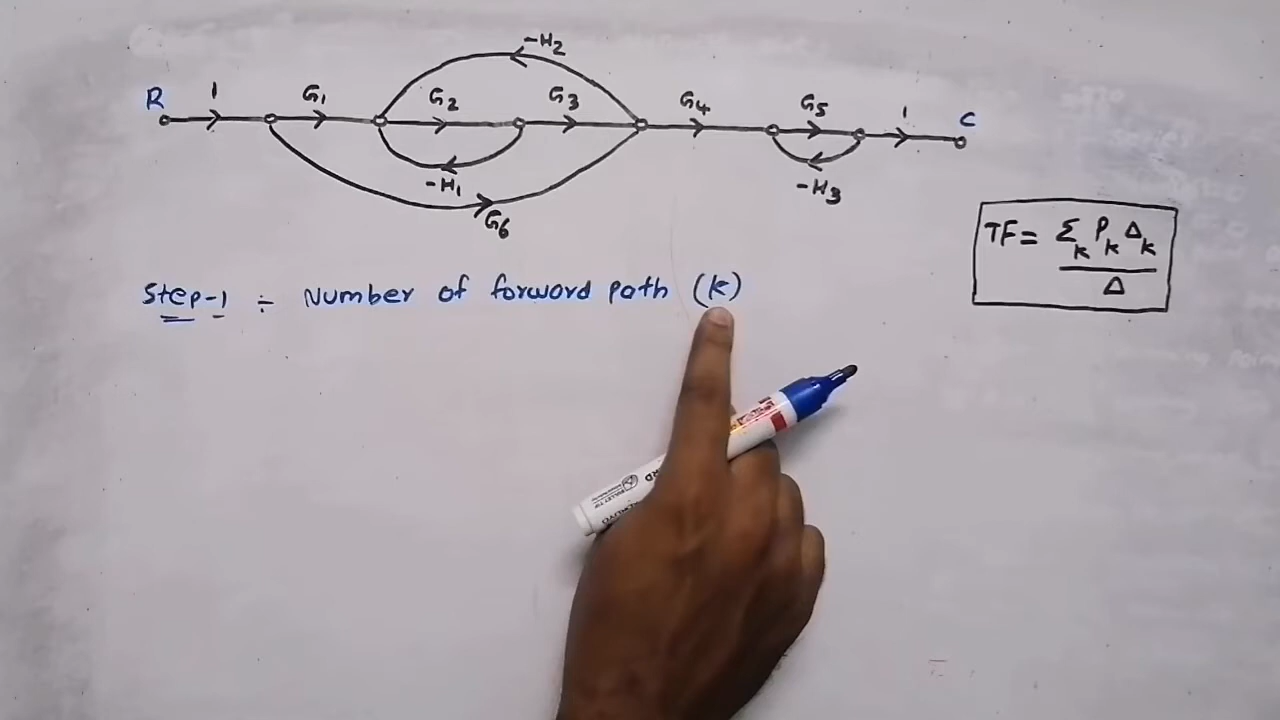 -H2
R 1 G1 G2 G3 G4 G5 1 C
-H1 -H3
G6
TF= Σk Pk Δk
Δ
Step-1 ÷ Number of forword path (k)